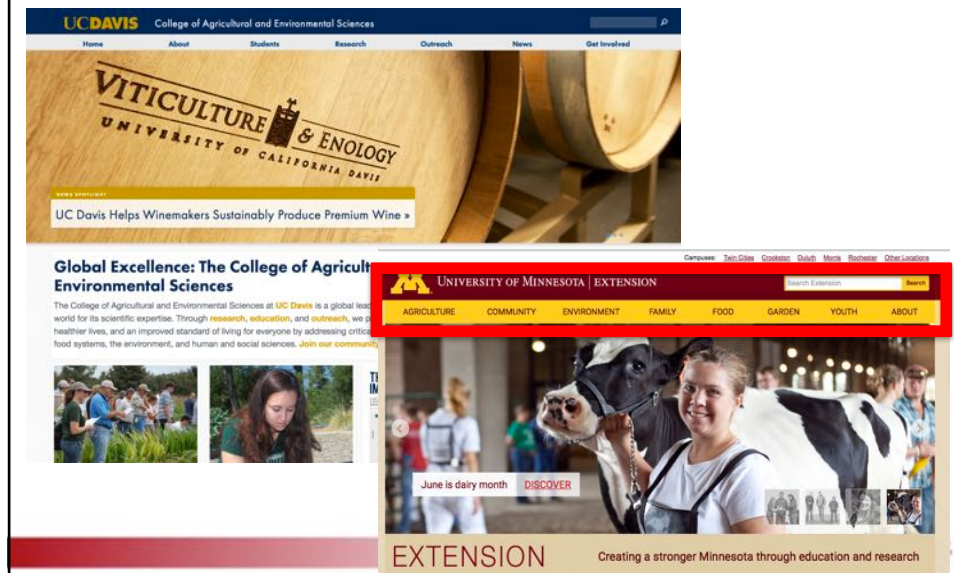 UCDAVIS College of Agricultural and Environmental Sciences
Home About Students Research Outreach News Get Involved
VITICULTURE & ENOLOGY
UNIVERSITY OF CALIFORNIA DAVIS
NEWS SPOTLIGHT
UC Davis Helps Winemakers Sustainably Produce Premium Wine »
Global Excellence: The College of Agricult
Environmental Sciences
The College of Agricultural and Environmental Sciences at UC Davis is a global lead
world for its scientific expertise. Through research, education, and outreach, we p
healthier lives, and an improved standard of living for everyone by addressing critica
food systems, the environment, and human and social sciences. Join our community
Campuses: Twin Cities Crookston Duluth Morris Rochester Other Locations
M UNIVERSITY OF MINNESOTA | EXTENSION
Search Extension Search
AGRICULTURE COMMUNITY ENVIRONMENT FAMILY FOOD GARDEN YOUTH ABOUT
June is dairy month DISCOVER
EXTENSION Creating a stronger Minnesota through education and research